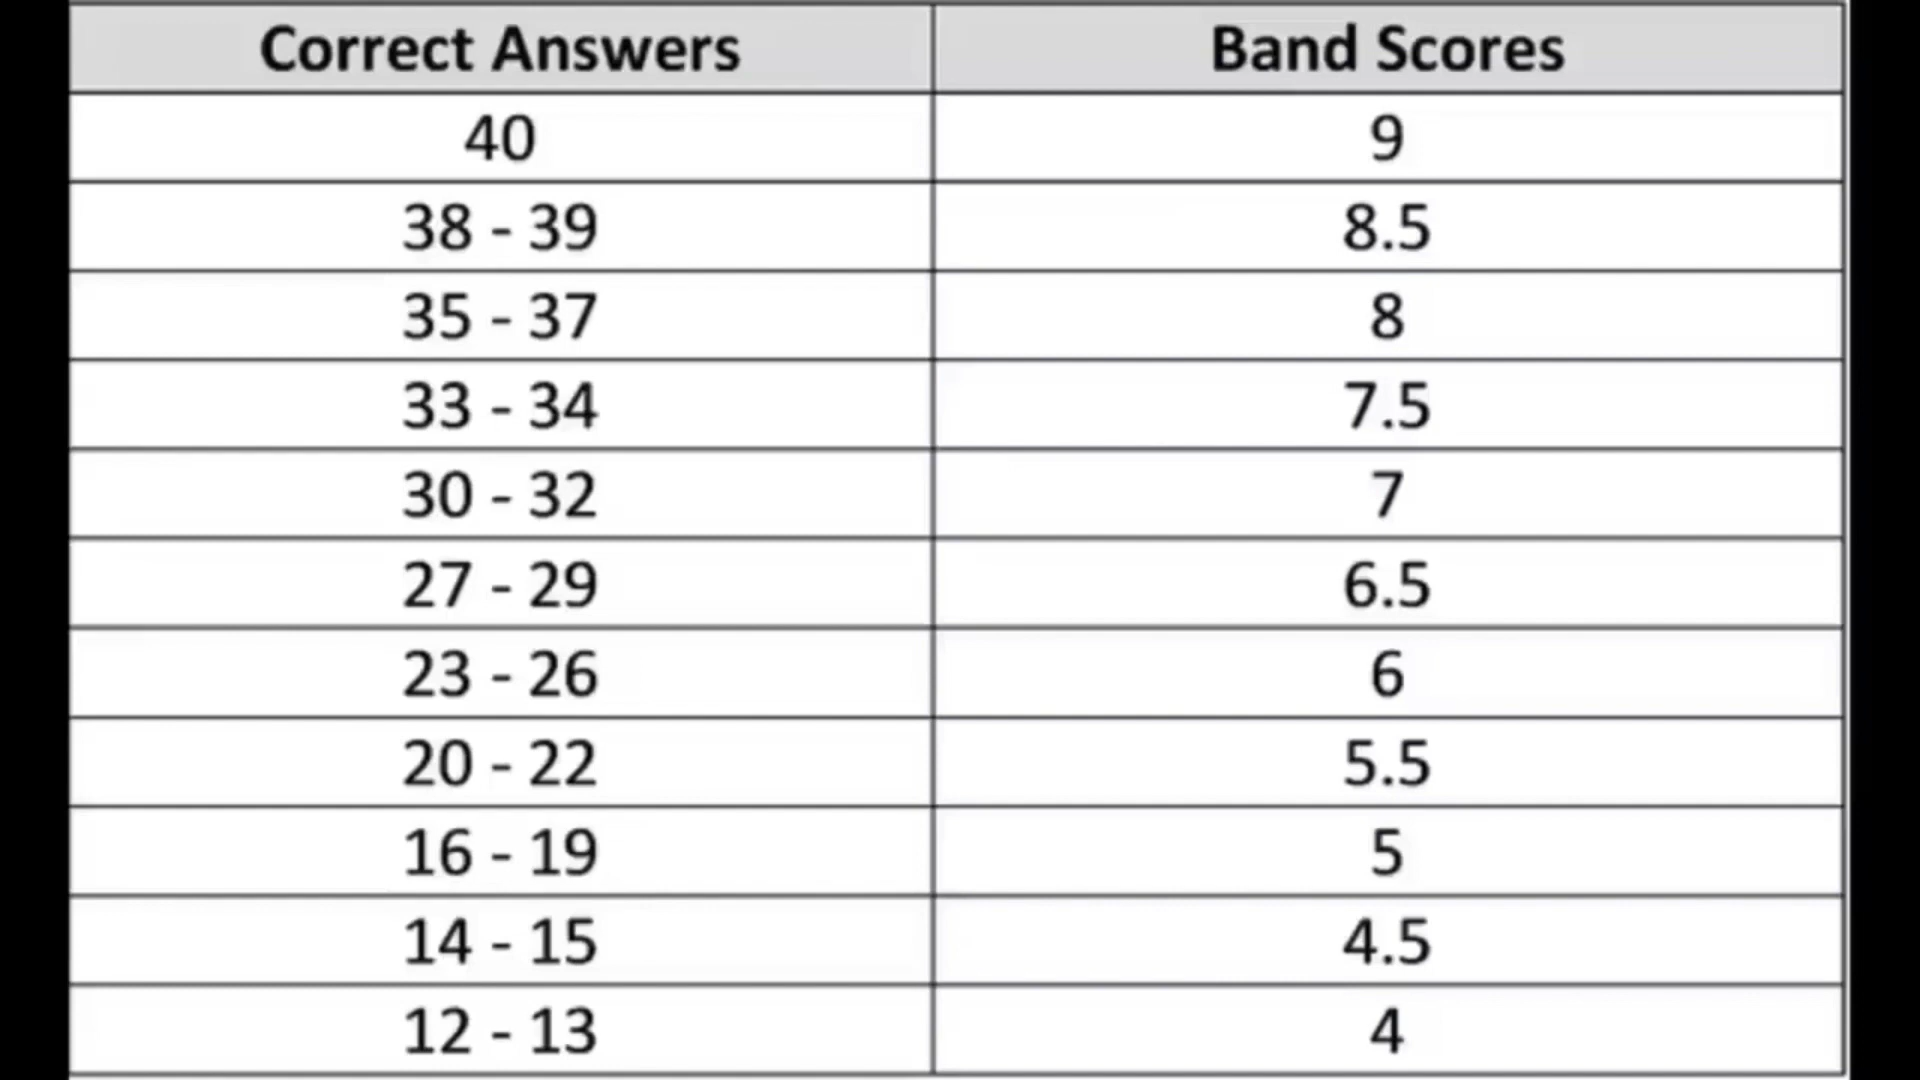 Correct Answers Band Scores
40 9
38 - 39 8.5
35 - 37 8
33 - 34 7.5
30 - 32 7
27 - 29 6.5
23 - 26 6
20 - 22 5.5
16 - 19 5
14 - 15 4.5
12 - 13 4